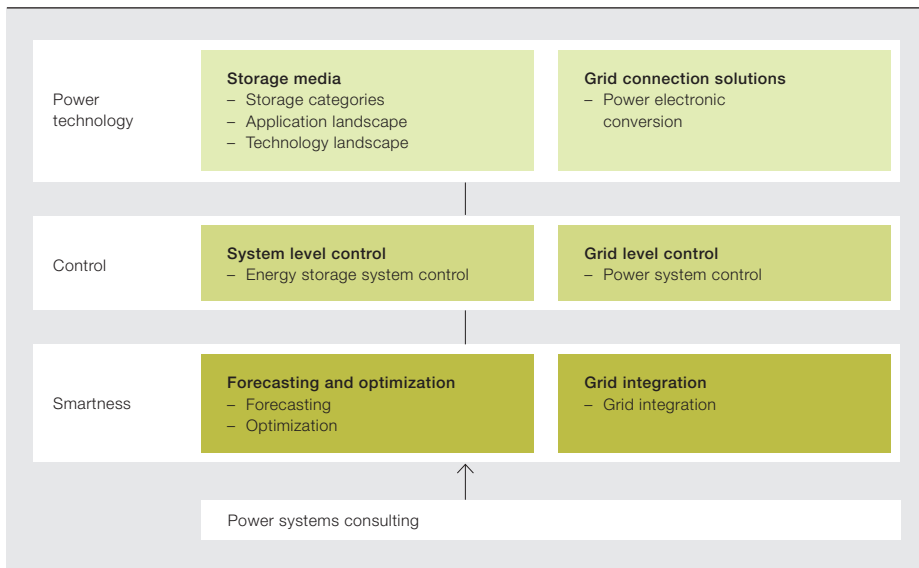 Power
technology
Storage media
– Storage categories
– Application landscape
– Technology landscape
Grid connection solutions
– Power electronic
conversion
Control
System level control
– Energy storage system control
Grid level control
– Power system control
Smartness
Forecasting and optimization
– Forecasting
– Optimization
Grid integration
– Grid integration
Power systems consulting